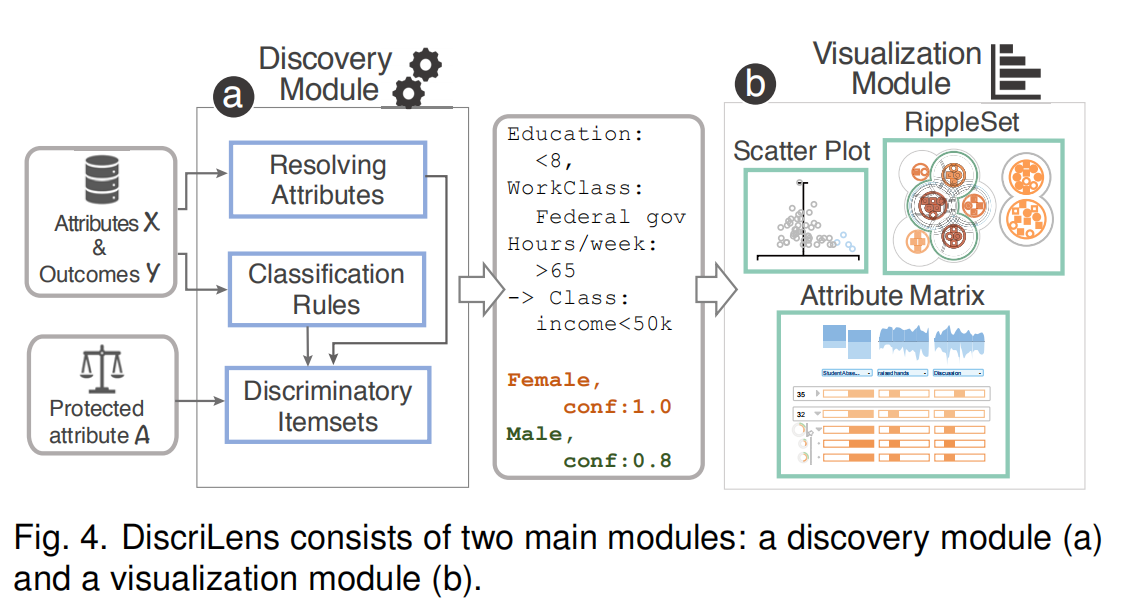 Discovery
Module
a
Attributes X
&
Outcomes y
Protected
attribute A
Resolving
Attributes
Classification
Rules
Discriminatory
Itemsets
Education:
<8,
WorkClass:
Federal gov
Hours/week:
>65
-> Class:
income<50k
Female,
conf:1.0
Male,
conf:0.8
Visualization
Module
b
Scatter Plot
RippleSet
Attribute Matrix
StudentAbse...
raised hands
Discussion
35
32
Fig. 4. DiscriLens consists of two main modules: a discovery module (a)
and a visualization module (b).